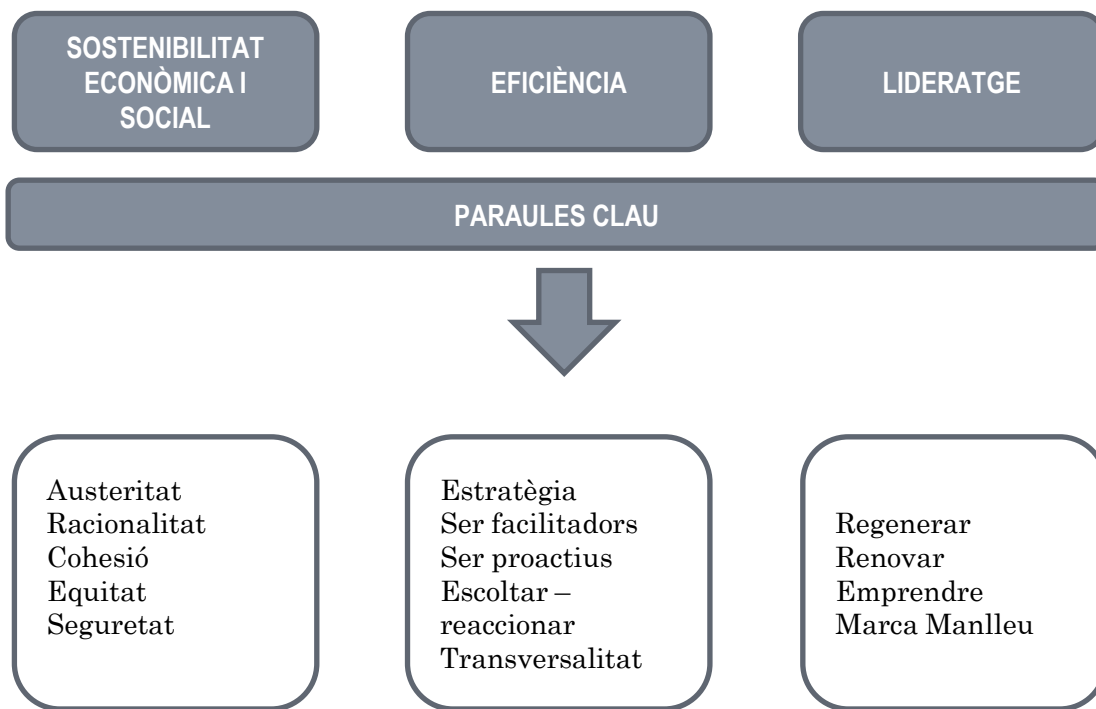 SOSTENIBILITAT
ECONÒMICA I
SOCIAL
EFICIÈNCIA
LIDERATGE
PARAULES CLAU
Austeritat
Racionalitat
Cohesió
Equitat
Seguretat
Estratègia
Ser facilitadors
Ser proactius
Escoltar –
reaccionar
Transversalitat
Regenerar
Renovar
Emprendre
Marca Manlleu